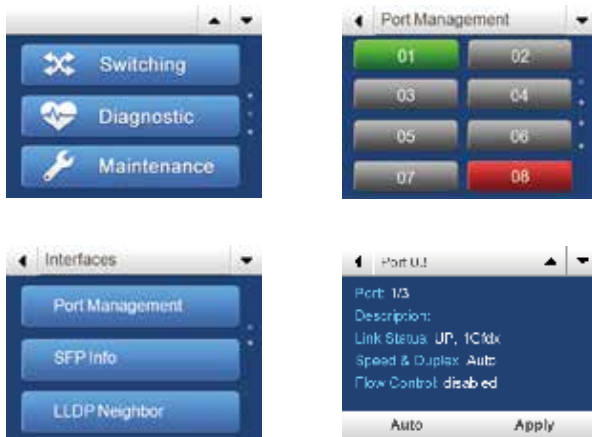 Switching
Diagnostic
Maintenance
Port Management
01 02
03 04
05 06
07 08
Interfaces
Port Management
SFP Info
LLDP Neighbor
Port
Port: 1/3
Description:
Link Status: UP,
Speed & Duplex: Auto
Flow Control: disabled
Auto Apply